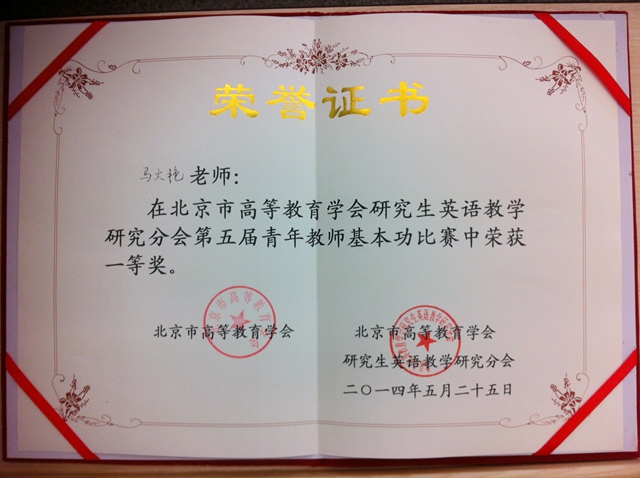 荣誉证书
马文艳老师:
在北京市高等教育学会研究生英语教学
研究分会第五届青年教师基本功比赛中荣获
一等奖。
北京市高等教育学会
北京市高等教育学会
研究生英语教学研究分会
二〇一四年五月二十五日